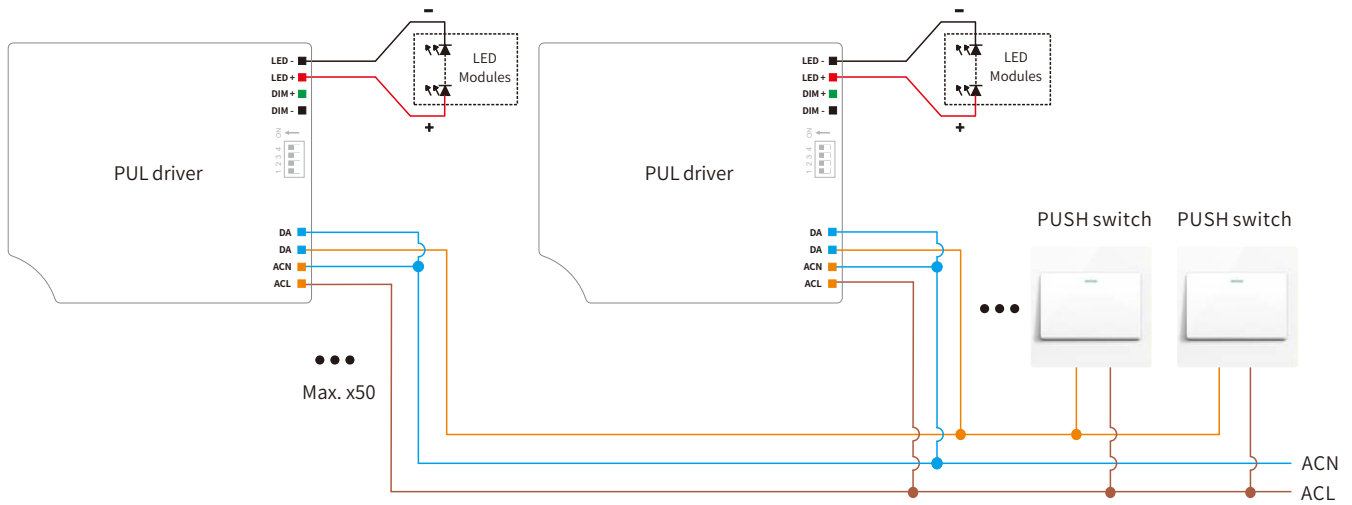 LED -
LED +
DIM +
DIM -
ON
1 2 3 4
PUL driver
DA
DA
ACN
ACL
-
LED
Modules
+
Max. x50
LED -
LED +
DIM +
DIM -
ON
1 2 3 4
PUL driver
DA
DA
ACN
ACL
-
LED
Modules
+
PUSH switch
PUSH switch
ACN
ACL